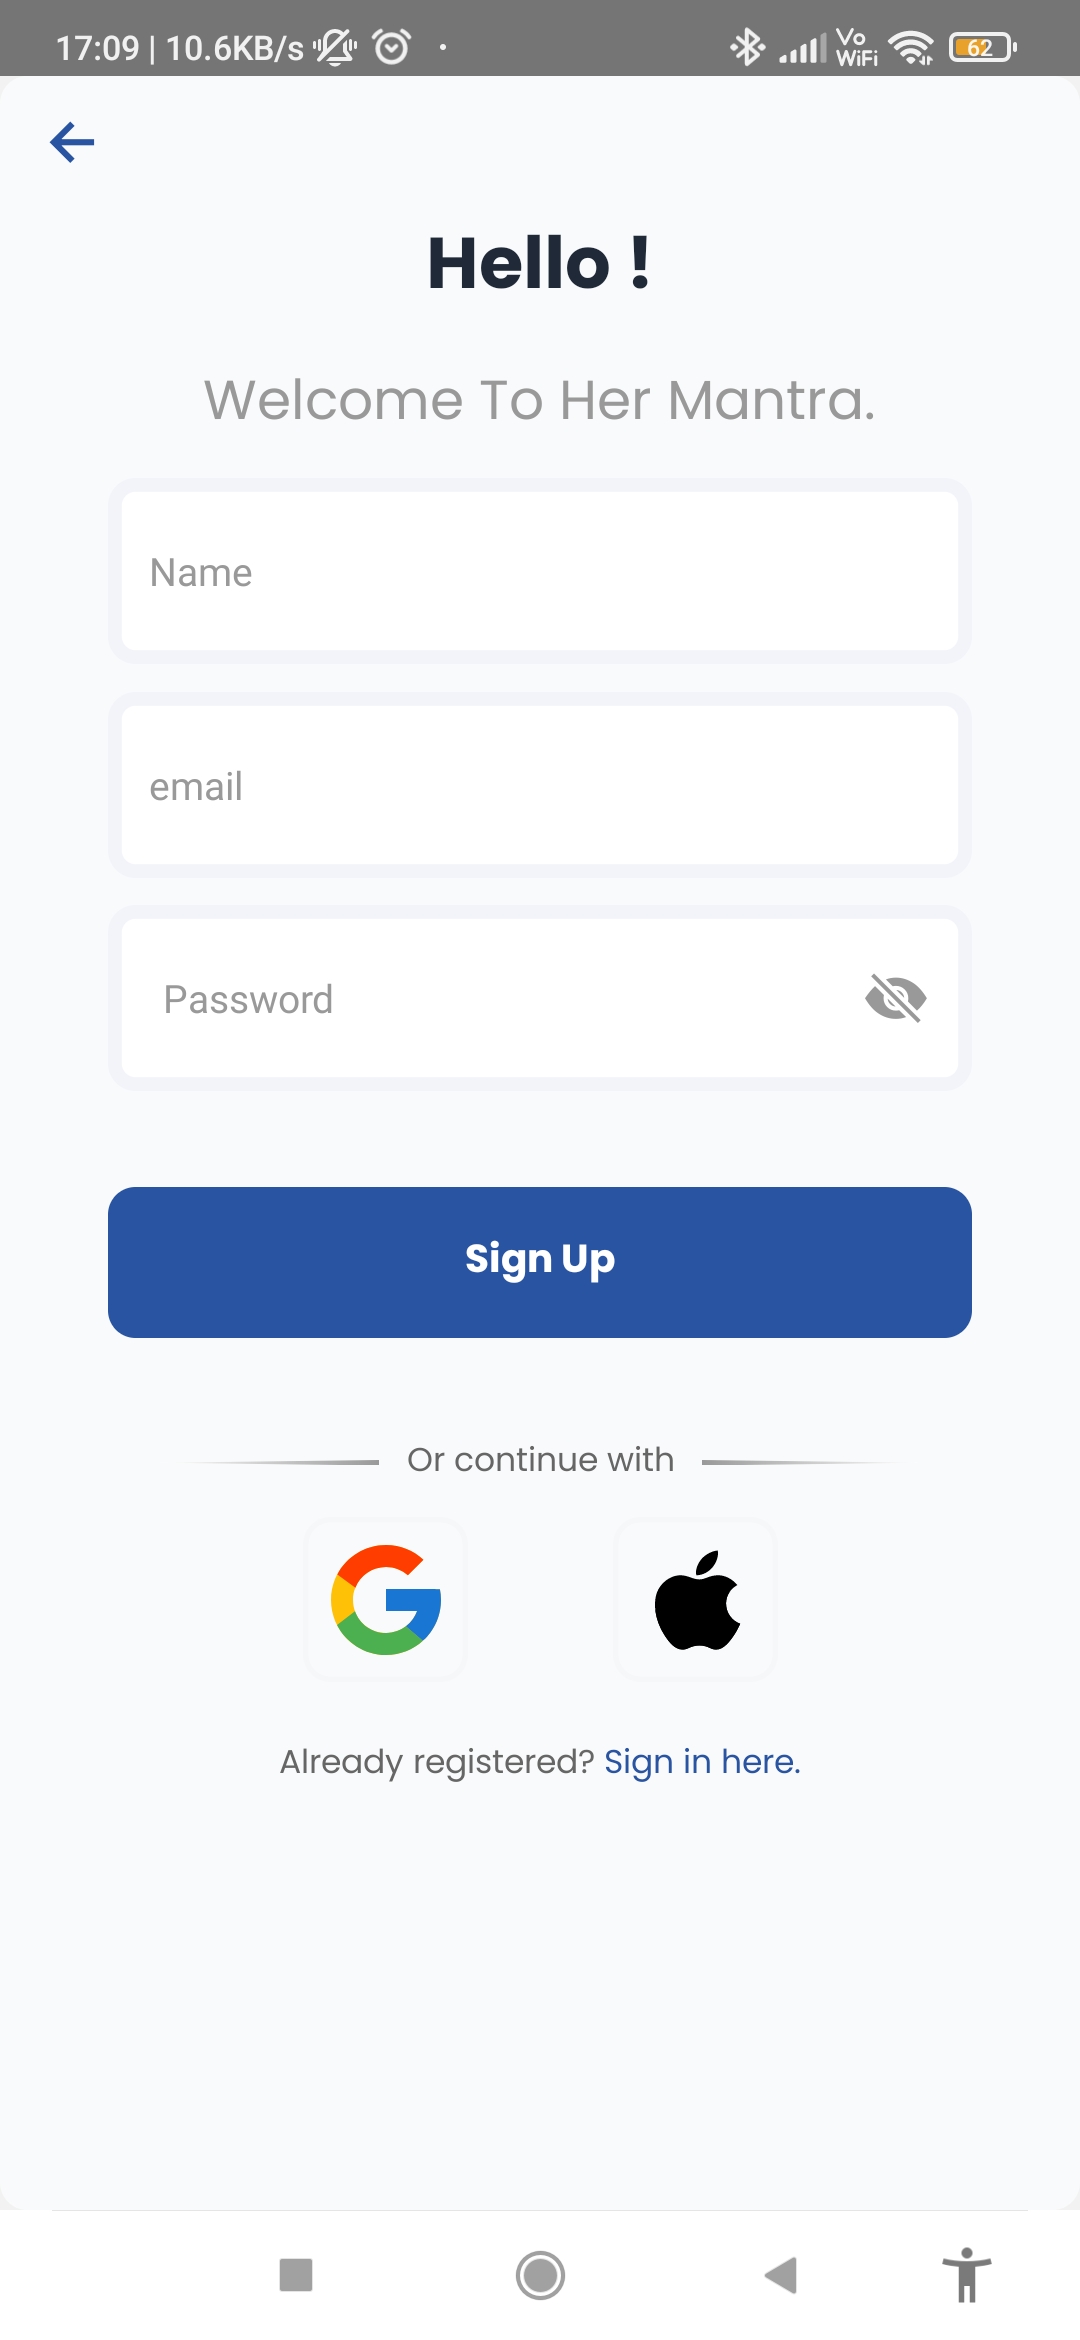 17:09 | 10.6KB/s
Vo WiFi
62
Hello !
Welcome To Her Mantra.
Name
email
Password
Sign Up
Or continue with
Already registered? Sign in here.